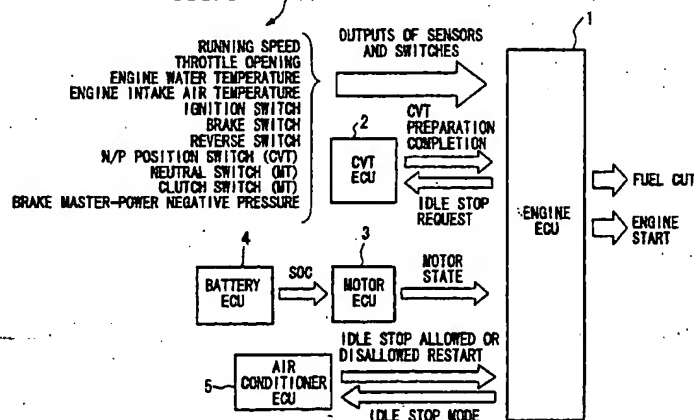 1
RUNNING SPEED
THROTTLE OPENING
ENGINE WATER TEMPERATURE
ENGINE INTAKE AIR TEMPERATURE
IGNITION SWITCH
BRAKE SWITCH
REVERSE SWITCH
N/P POSITION SWITCH (CVT)
NEUTRAL SWITCH (MT)
CLUTCH SWITCH (MT)
BRAKE MASTER-POWER NEGATIVE PRESSURE
OUTPUTS OF SENSORS
AND SWITCHES
2
CVT
ECU
CVT
PREPARATION
COMPLETION
IDLE STOP
REQUEST
ENGINE
ECU
FUEL CUT
ENGINE
START
4
BATTERY
ECU
SOC
3
MOTOR
ECU
MOTOR
STATE
IDLE STOP ALLOWED OR
DISALLOWED RESTART
5
AIR
CONDITIONER
ECU
IDLE STOP MODE